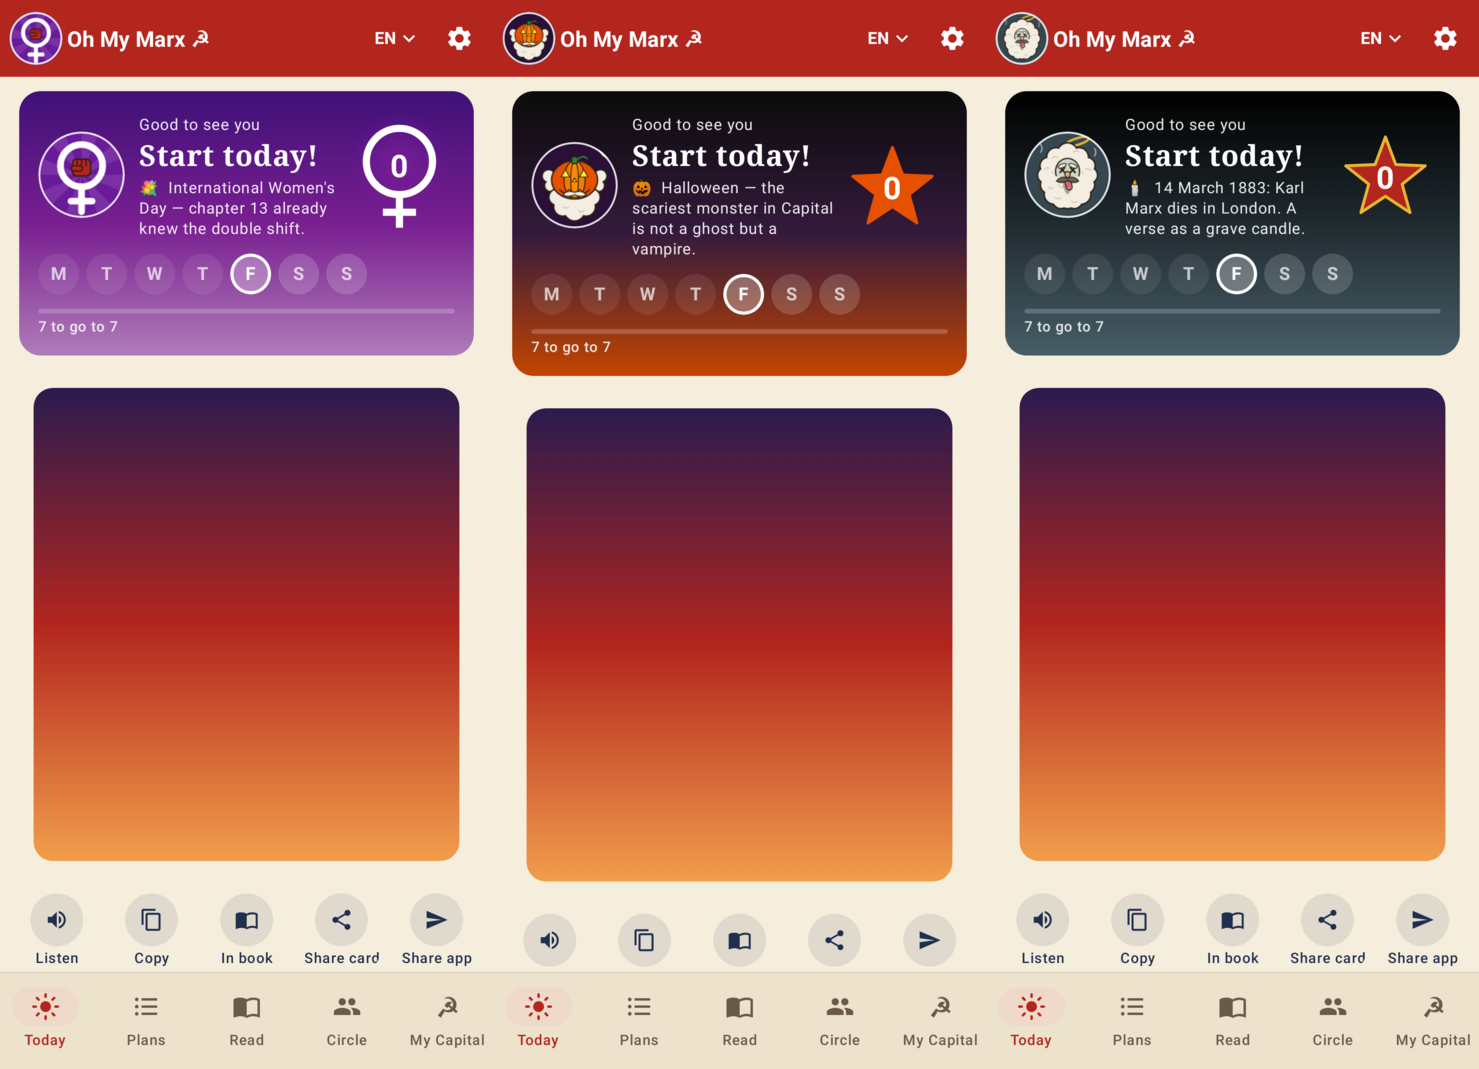 Oh My Marx ☭
EN
Good to see you
Start today!
💐 International Women's
Day — chapter 13 already
knew the double shift.
0
M T W T F S S
7 to go to 7
Listen Copy In book Share card Share app
Today Plans Read Circle My Capital
Oh My Marx ☭
EN
Good to see you
Start today!
🎃 Halloween — the
scariest monster in Capital
is not a ghost but a
vampire.
0
M T W T F S S
7 to go to 7
Today Plans Read Circle My Capital
Oh My Marx ☭
EN
Good to see you
Start today!
🕯️ 14 March 1883: Karl
Marx dies in London. A
verse as a grave candle.
0
M T W T F S S
7 to go to 7
Listen Copy In book Share card Share app
Today Plans Read Circle My Capital